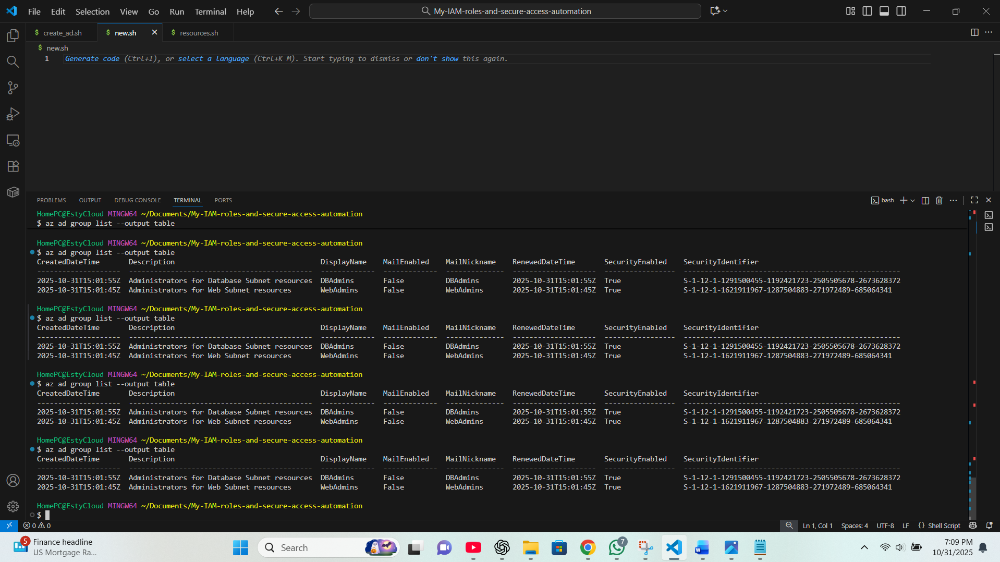 File Edit Selection View Go Run Terminal Help
My-IAM-roles-and-secure-access-automation
$ create_ad.sh $ new.sh $ resources.sh
$ new.sh
1 Generate code (Ctrl+I), or select a language (Ctrl+K M). Start typing to dismiss or don't show this again.
PROBLEMS OUTPUT DEBUG CONSOLE TERMINAL PORTS
bash
HomePC@EstyCloud MINGW64 ~/Documents/My-IAM-roles-and-secure-access-automation
$ az ad group list --output table
HomePC@EstyCloud MINGW64 ~/Documents/My-IAM-roles-and-secure-access-automation
$ az ad group list --output table
CreatedDateTime Description DisplayName MailEnabled MailNickname RenewedDateTime SecurityEnabled SecurityIdentifier
-------------------- -------------------------------------------- ------------- ------------- -------------- -------------------- ----------------- ----------------------------------------------------
2025-10-31T15:01:55Z Administrators for Database Subnet resources DBAdmins False DBAdmins 2025-10-31T15:01:55Z True S-1-12-1-1291500455-1192421723-2505505678-2673628372
2025-10-31T15:01:45Z Administrators for Web Subnet resources WebAdmins False WebAdmins 2025-10-31T15:01:45Z True S-1-12-1-1621911967-1287504883-271972489-685064341
HomePC@EstyCloud MINGW64 ~/Documents/My-IAM-roles-and-secure-access-automation
$ az ad group list --output table
CreatedDateTime Description DisplayName MailEnabled MailNickname RenewedDateTime SecurityEnabled SecurityIdentifier
-------------------- -------------------------------------------- ------------- ------------- -------------- -------------------- ----------------- ----------------------------------------------------
2025-10-31T15:01:55Z Administrators for Database Subnet resources DBAdmins False DBAdmins 2025-10-31T15:01:55Z True S-1-12-1-1291500455-1192421723-2505505678-2673628372
2025-10-31T15:01:45Z Administrators for Web Subnet resources WebAdmins False WebAdmins 2025-10-31T15:01:45Z True S-1-12-1-1621911967-1287504883-271972489-685064341
HomePC@EstyCloud MINGW64 ~/Documents/My-IAM-roles-and-secure-access-automation
$ az ad group list --output table
CreatedDateTime Description DisplayName MailEnabled MailNickname RenewedDateTime SecurityEnabled SecurityIdentifier
-------------------- -------------------------------------------- ------------- ------------- -------------- -------------------- ----------------- ----------------------------------------------------
2025-10-31T15:01:55Z Administrators for Database Subnet resources DBAdmins False DBAdmins 2025-10-31T15:01:55Z True S-1-12-1-1291500455-1192421723-2505505678-2673628372
2025-10-31T15:01:45Z Administrators for Web Subnet resources WebAdmins False WebAdmins 2025-10-31T15:01:45Z True S-1-12-1-1621911967-1287504883-271972489-685064341
HomePC@EstyCloud MINGW64 ~/Documents/My-IAM-roles-and-secure-access-automation
$ az ad group list --output table
CreatedDateTime Description DisplayName MailEnabled MailNickname RenewedDateTime SecurityEnabled SecurityIdentifier
-------------------- -------------------------------------------- ------------- ------------- -------------- -------------------- ----------------- ----------------------------------------------------
2025-10-31T15:01:55Z Administrators for Database Subnet resources DBAdmins False DBAdmins 2025-10-31T15:01:55Z True S-1-12-1-1291500455-1192421723-2505505678-2673628372
2025-10-31T15:01:45Z Administrators for Web Subnet resources WebAdmins False WebAdmins 2025-10-31T15:01:45Z True S-1-12-1-1621911967-1287504883-271972489-685064341
HomePC@EstyCloud MINGW64 ~/Documents/My-IAM-roles-and-secure-access-automation
$
0 0 Ln 1, Col 1 Spaces: 4 UTF-8 LF {} Shell Script
5 Finance headline
US Mortgage Ra...
Search
7
7:09 PM
10/31/2025